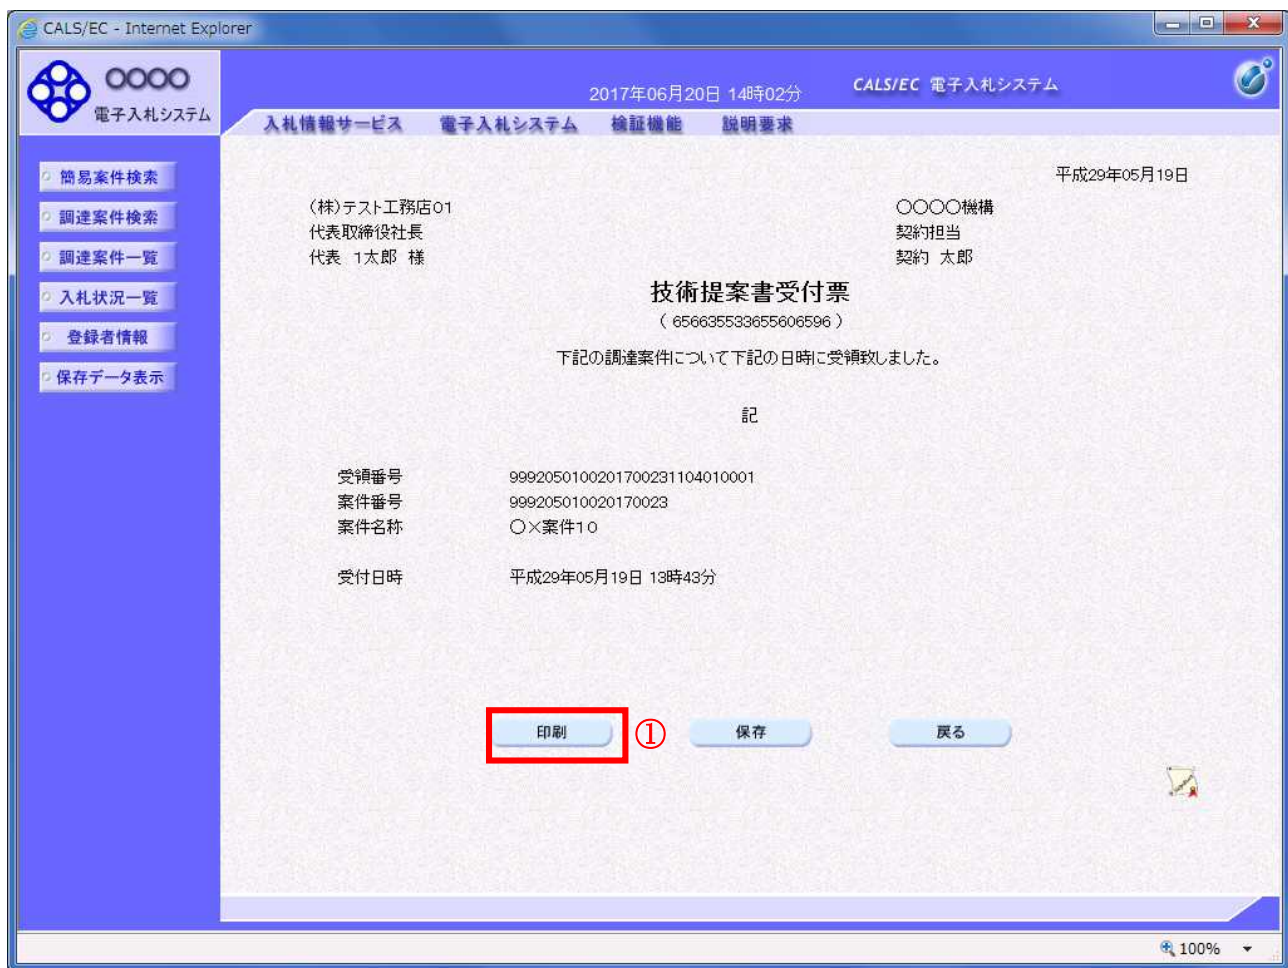 CALS/EC - Internet Explorer
〇〇〇〇
電子入札システム
2017年06月20日 14時02分
CALS/EC 電子入札システム
入札情報サービス 電子入札システム 検証機能 説明要求
簡易案件検索
調達案件検索
調達案件一覧
入札状況一覧
登録者情報
保存データ表示
平成29年05月19日
(株)テスト工務店01
代表取締役社長
代表 1太郎 様
〇〇〇〇機構
契約担当
契約 太郎
技術提案書受付票
( 656635533655606596 )
下記の調達案件について下記の日時に受領致しました。
記
受領番号 9992050100201700231104010001
案件番号 999205010020170023
案件名称 〇×案件10
受付日時 平成29年05月19日 13時43分
印刷 ① 保存 戻る
100%